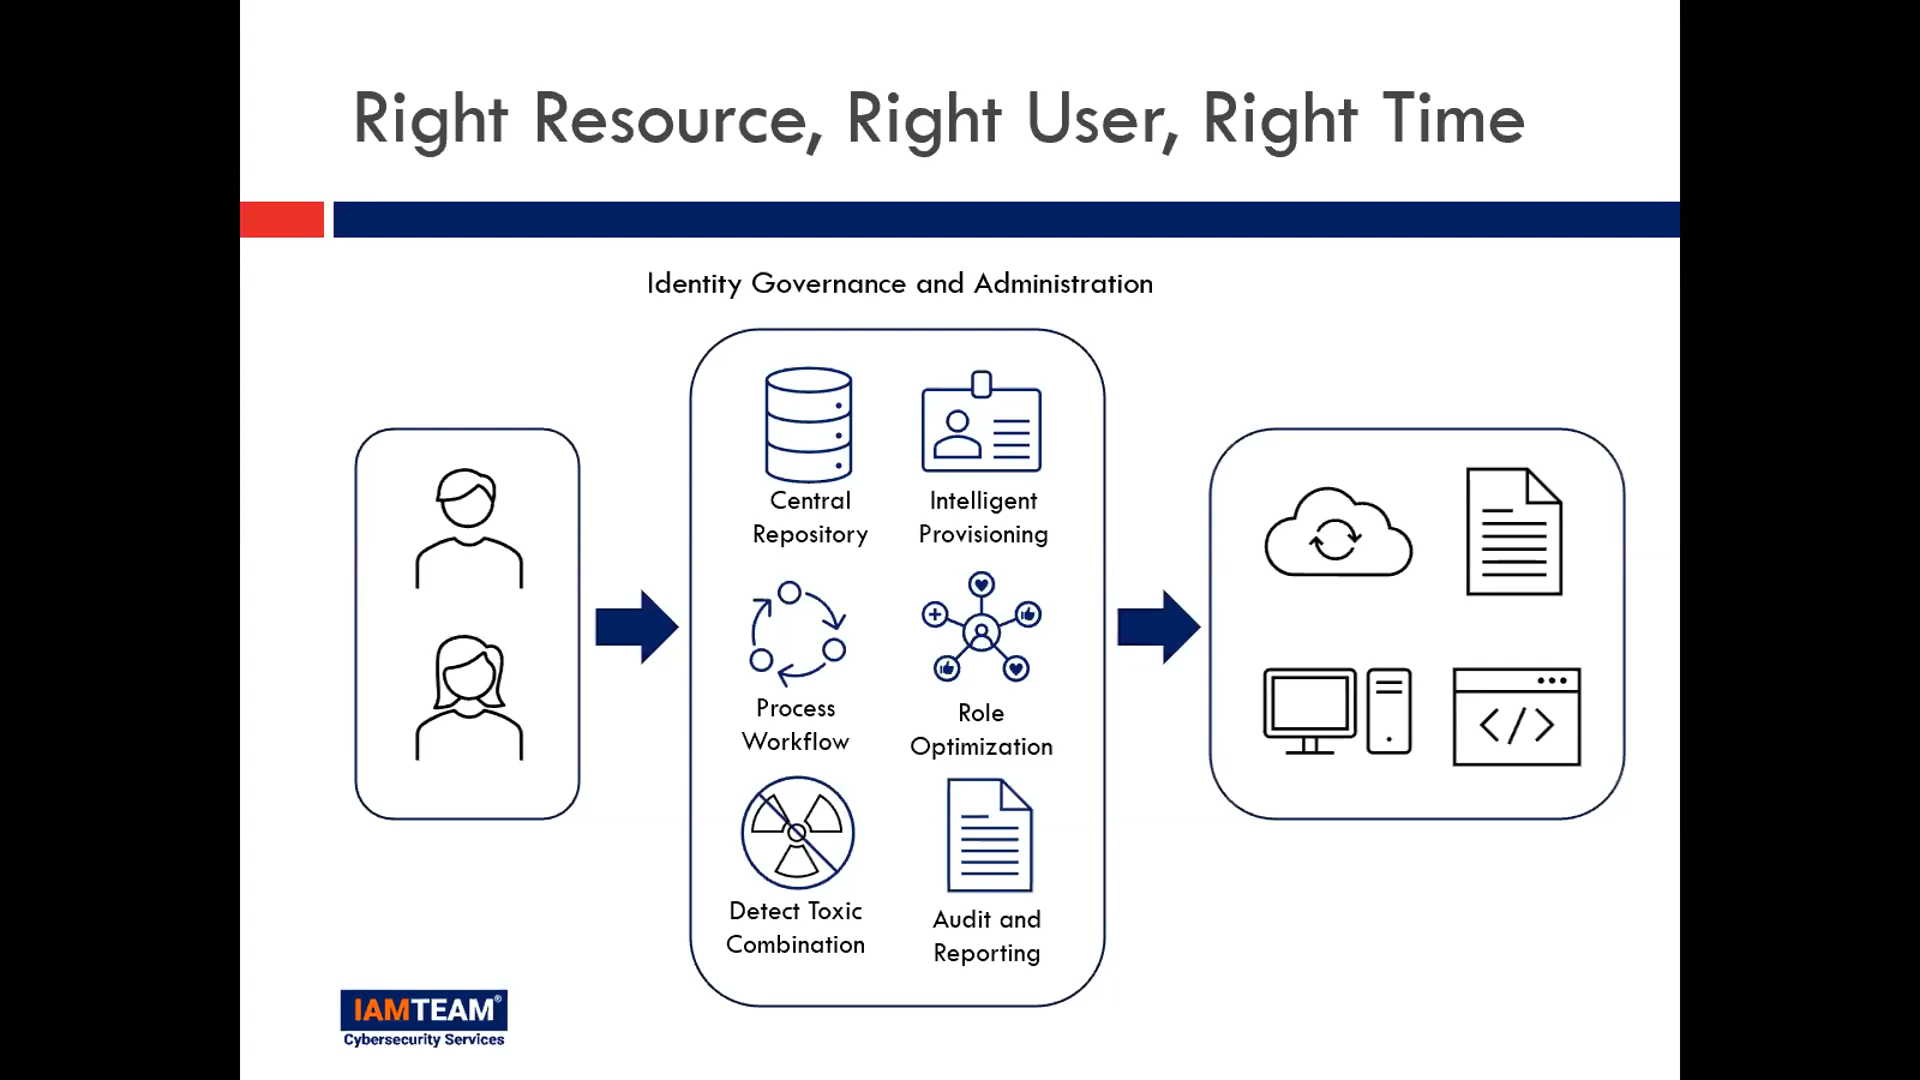 Right Resource, Right User, Right Time
Identity Governance and Administration
Central
Repository
Intelligent
Provisioning
Process
Workflow
Role
Optimization
Detect Toxic
Combination
Audit and
Reporting
</>
IAMTEAM®
Cybersecurity Services